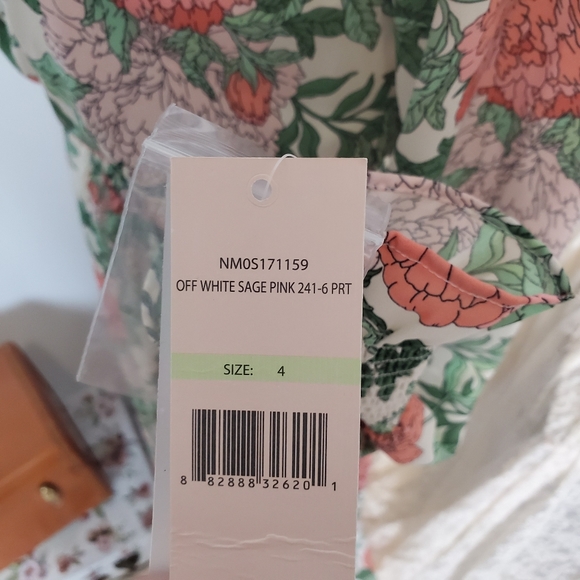 NM0S171159
OFF WHITE SAGE PINK 241-6 PRT
SIZE: 4
8 82888 32620 1